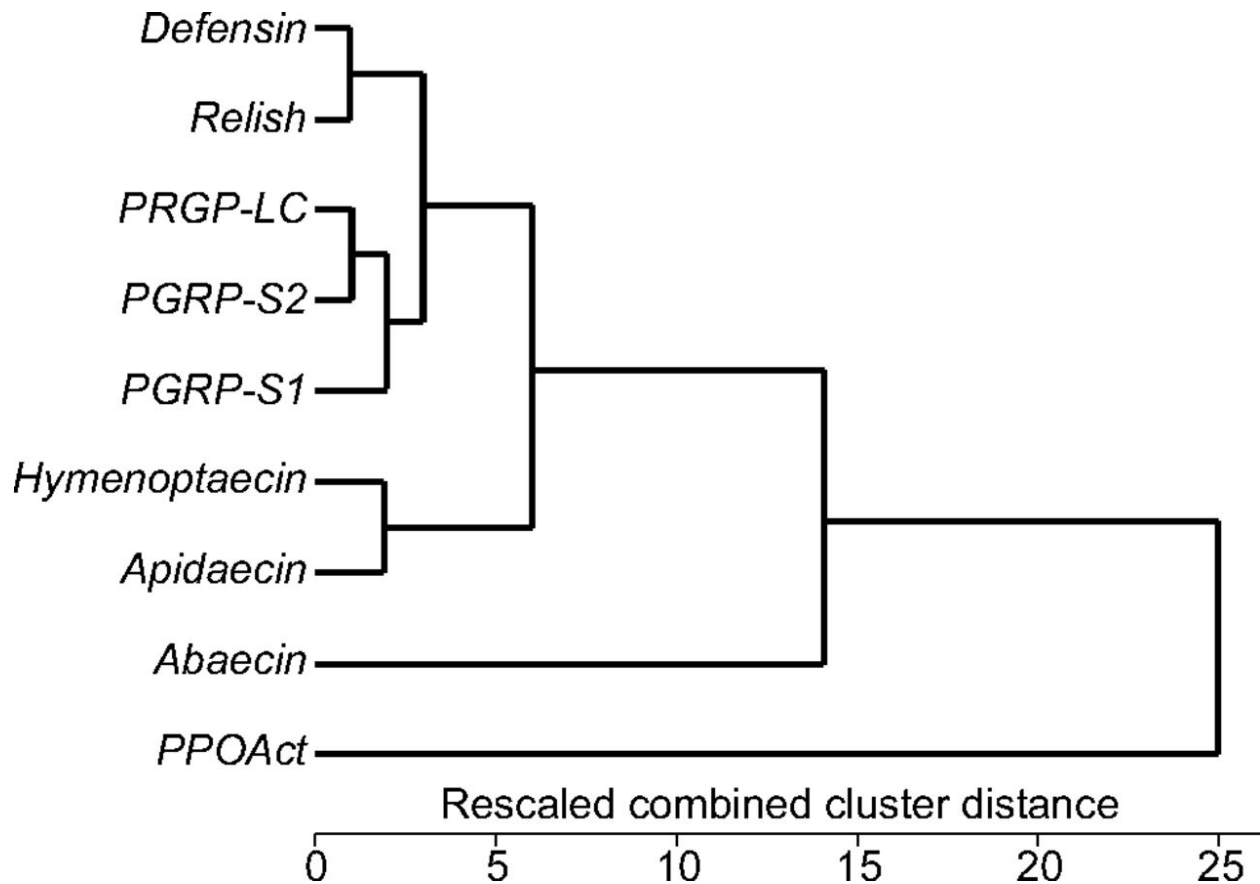 Defensin
Relish
PRGP-LC
PGRP-S2
PGRP-S1
Hymenoptaecin
Apidaecin
Abaecin
PPOAct
Rescaled combined cluster distance
0 5 10 15 20 25